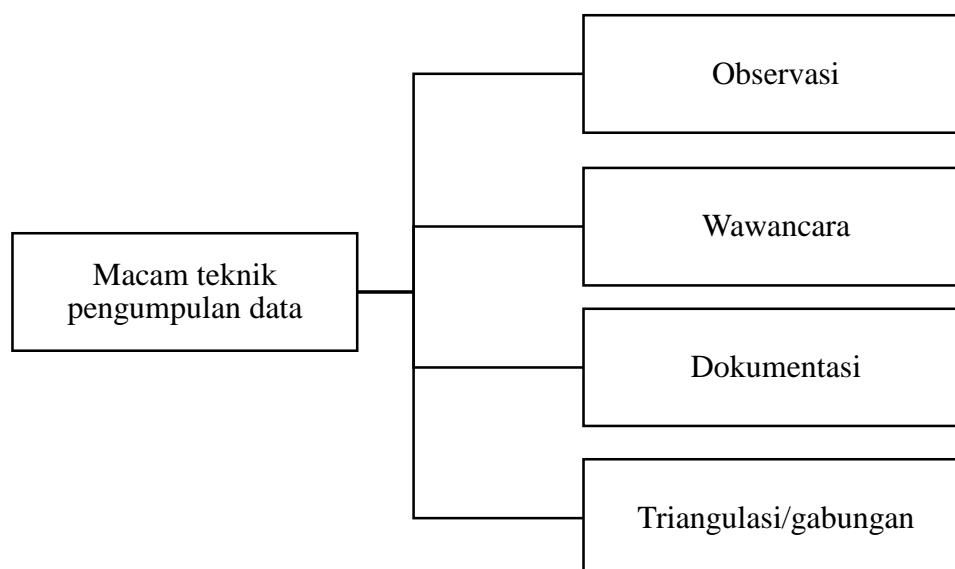 Macam teknik
pengumpulan data
Observasi
Wawancara
Dokumentasi
Triangulasi/gabungan